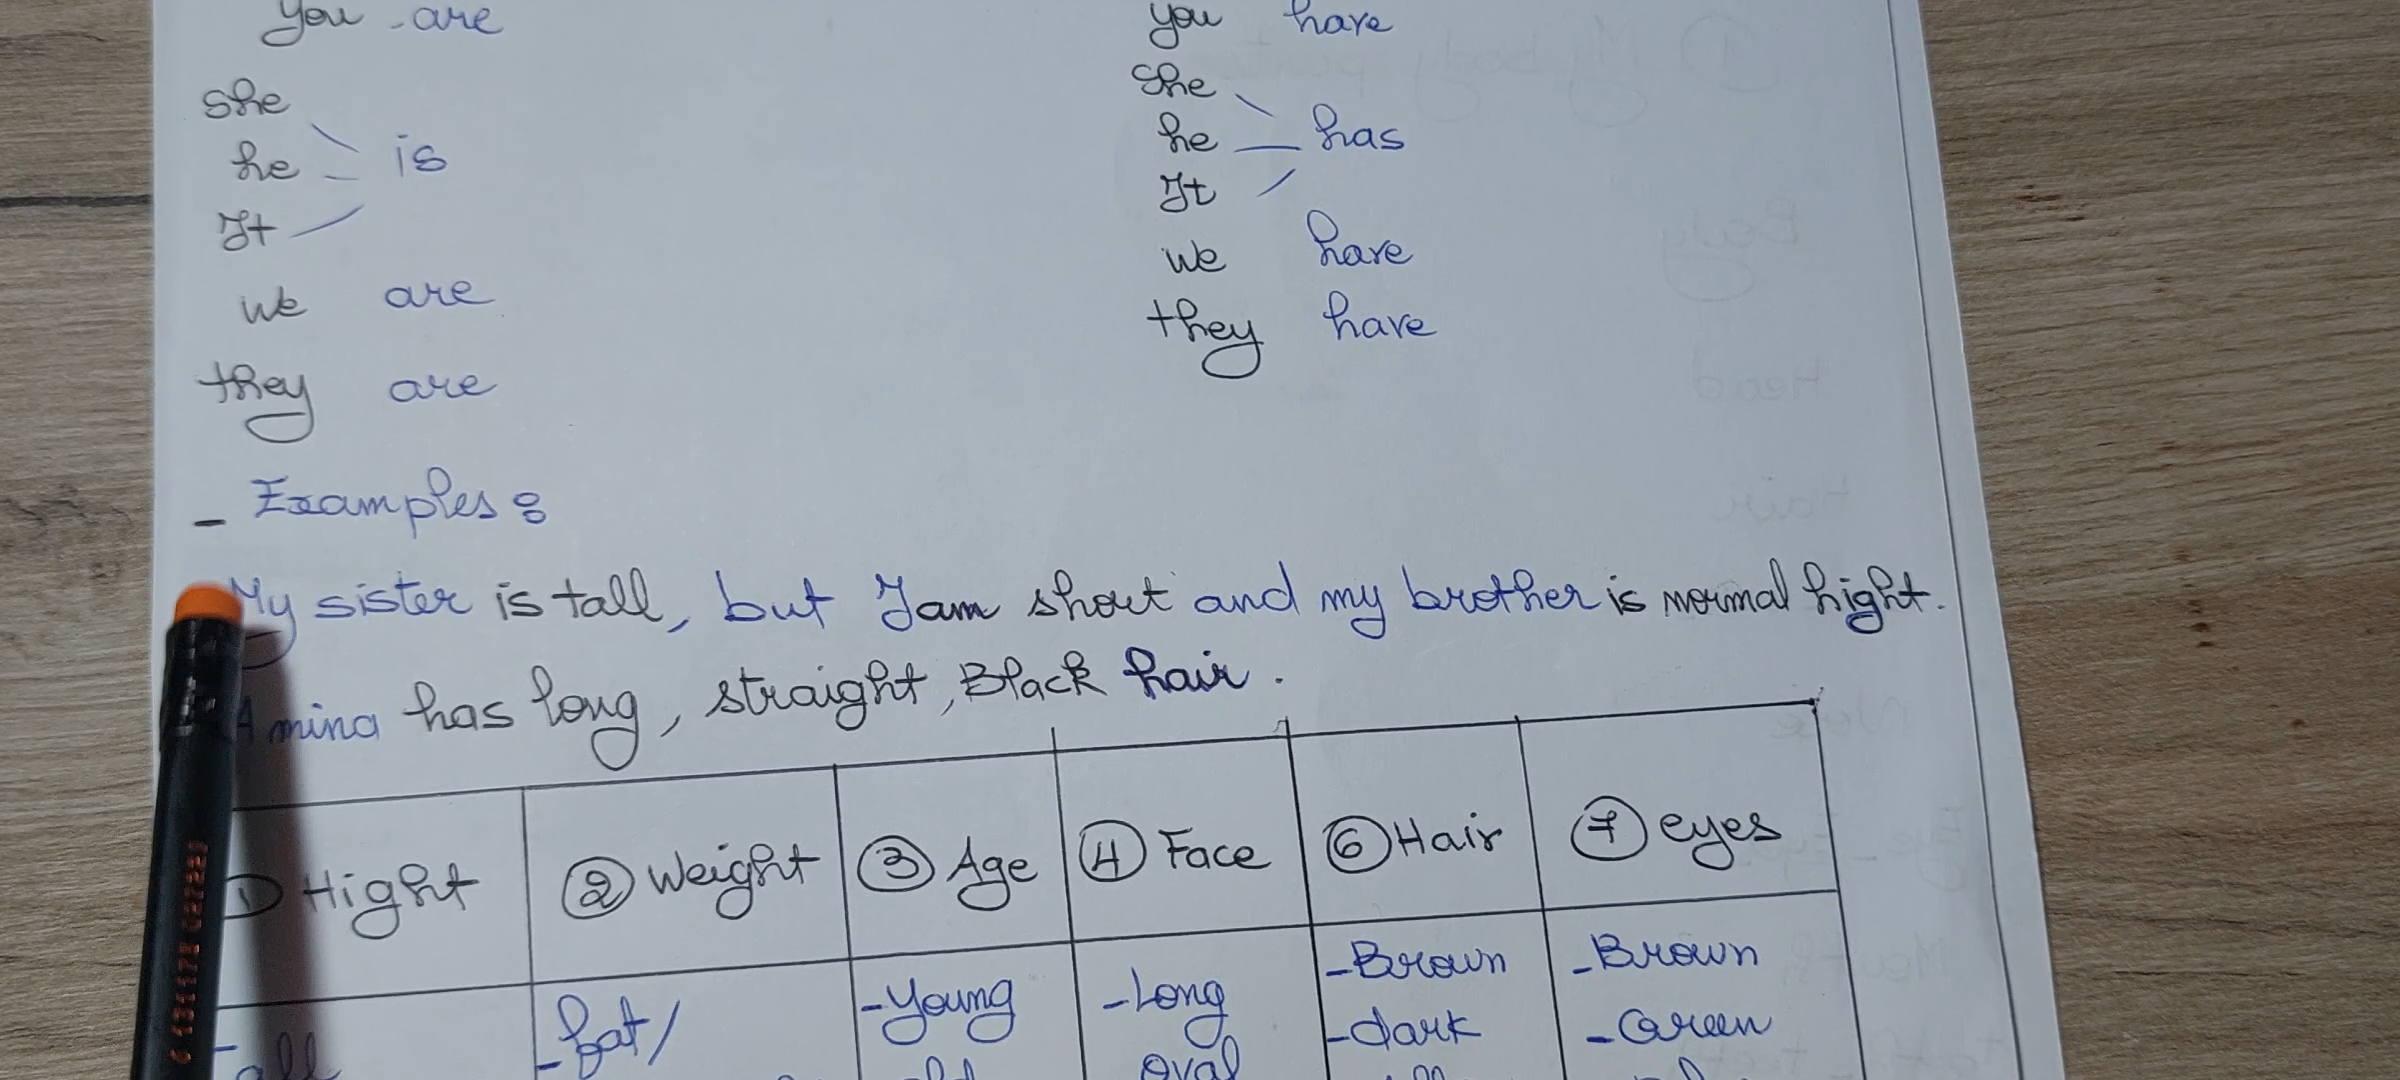 You - are
she
he is
It
we are
they are
you have
she
he has
It
we have
they have
- Examples :
My sister is tall, but I am short and my brother is normal hight.
Amina has long, straight, Black hair.
① Hight ② Weight ③ Age ④ Face ⑥ Hair ⑦ eyes
- fat/
- Young
- Long
oval
- Brown
- dark
- Brown
- Green